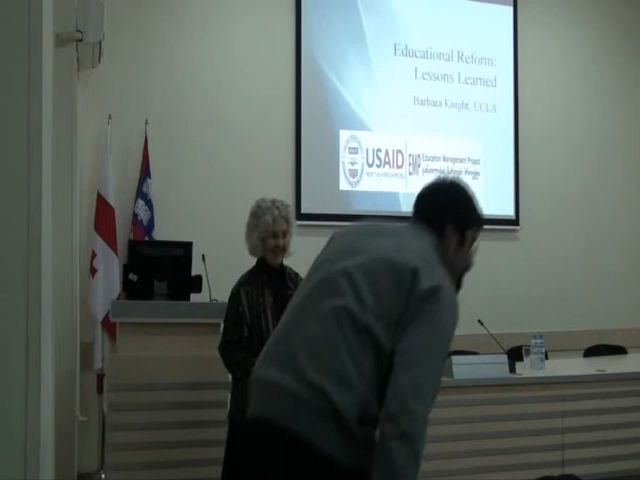 Educational Reform:
Lessons Learned
Barbara Knight, UCLA
USAID
EMP
Education Management Project